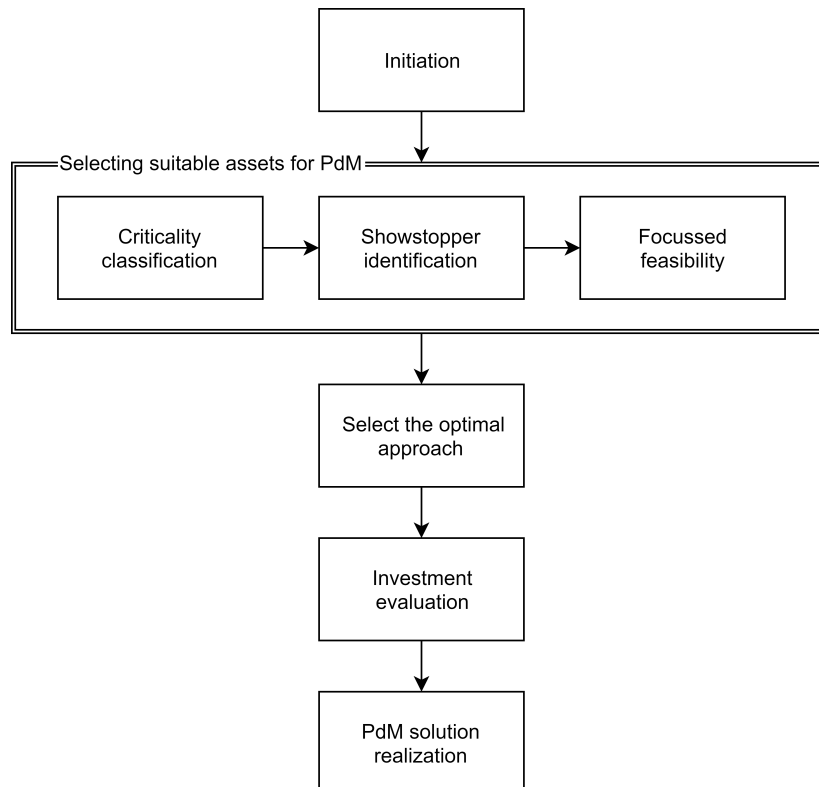 Initiation
Selecting suitable assets for PdM
Criticality
classification
Showstopper
identification
Focussed
feasibility
Select the optimal
approach
Investment
evaluation
PdM solution
realization